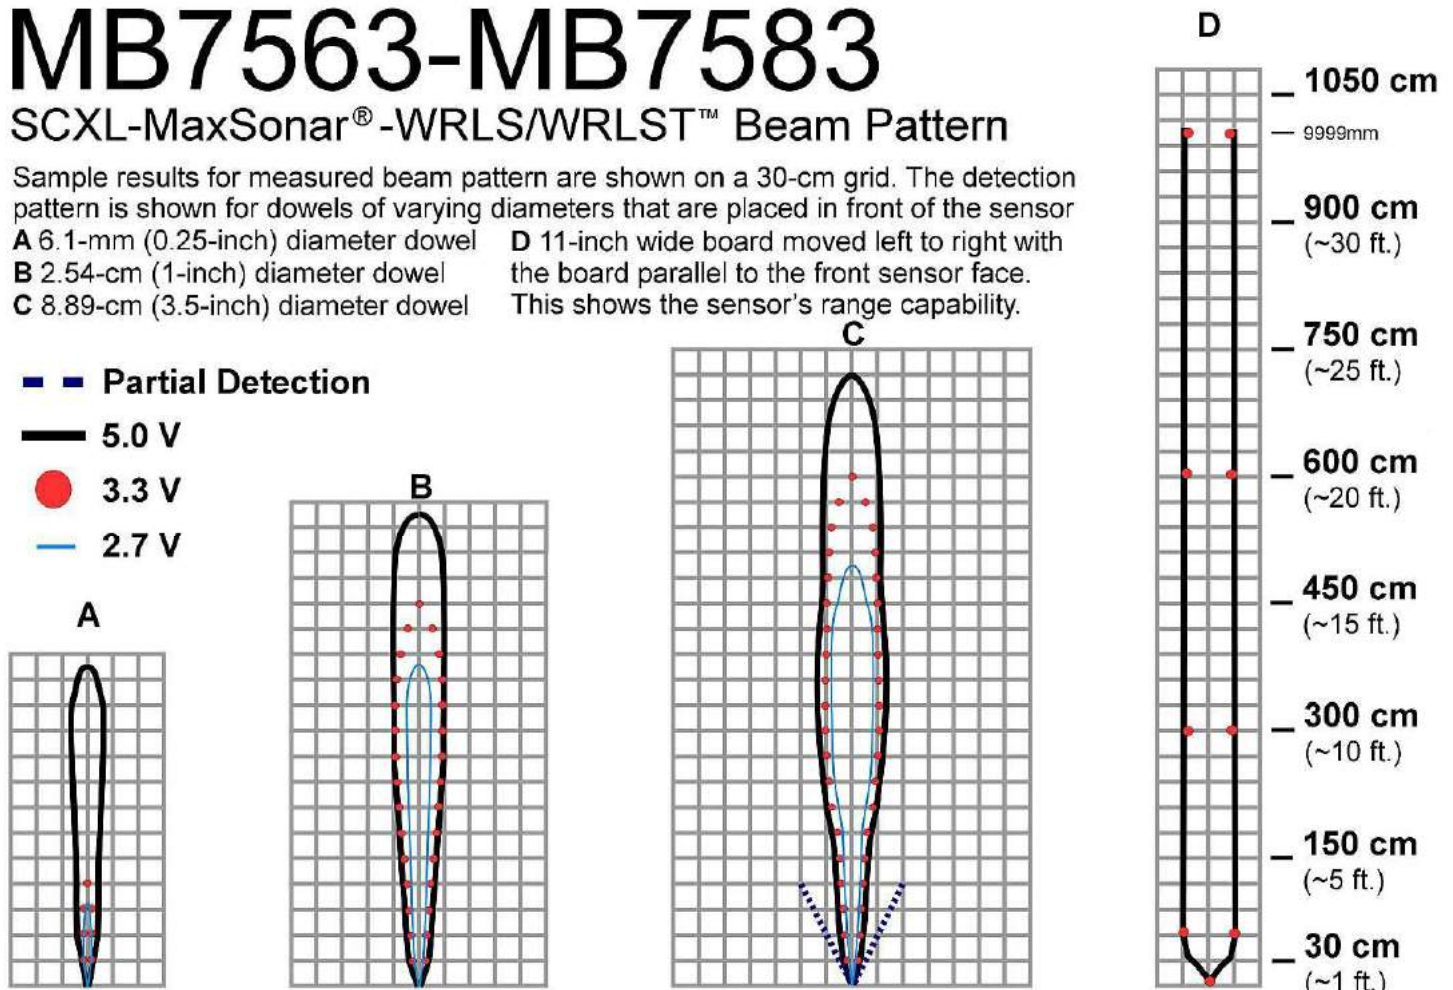 MB7563-MB7583
SCXL-MaxSonar®-WRLS/WRLST™ Beam Pattern
Sample results for measured beam pattern are shown on a 30-cm grid. The detection
pattern is shown for dowels of varying diameters that are placed in front of the sensor
A 6.1-mm (0.25-inch) diameter dowel
B 2.54-cm (1-inch) diameter dowel
C 8.89-cm (3.5-inch) diameter dowel
D 11-inch wide board moved left to right with
the board parallel to the front sensor face.
This shows the sensor's range capability.
Partial Detection
5.0 V
3.3 V
2.7 V
A
B
C
D
1050 cm
9999mm
900 cm
(~30 ft.)
750 cm
(~25 ft.)
600 cm
(~20 ft.)
450 cm
(~15 ft.)
300 cm
(~10 ft.)
150 cm
(~5 ft.)
30 cm
(~1 ft.)